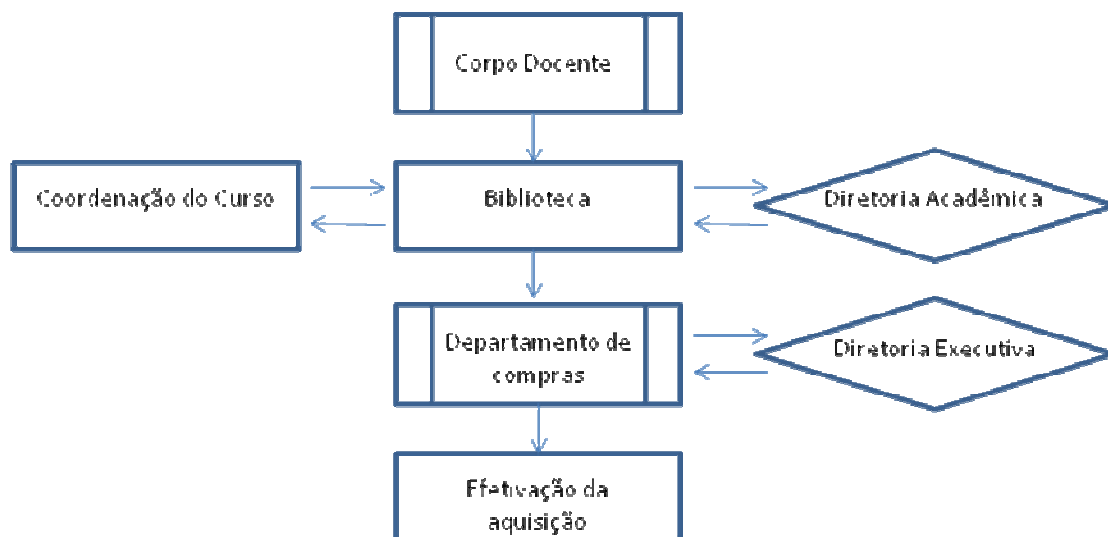 Corpo Docente
Coordenação do Curso
Biblioteca
Diretoria Acadêmica
Departamento de
compras
Diretoria Executiva
Efetivação da
aquisição